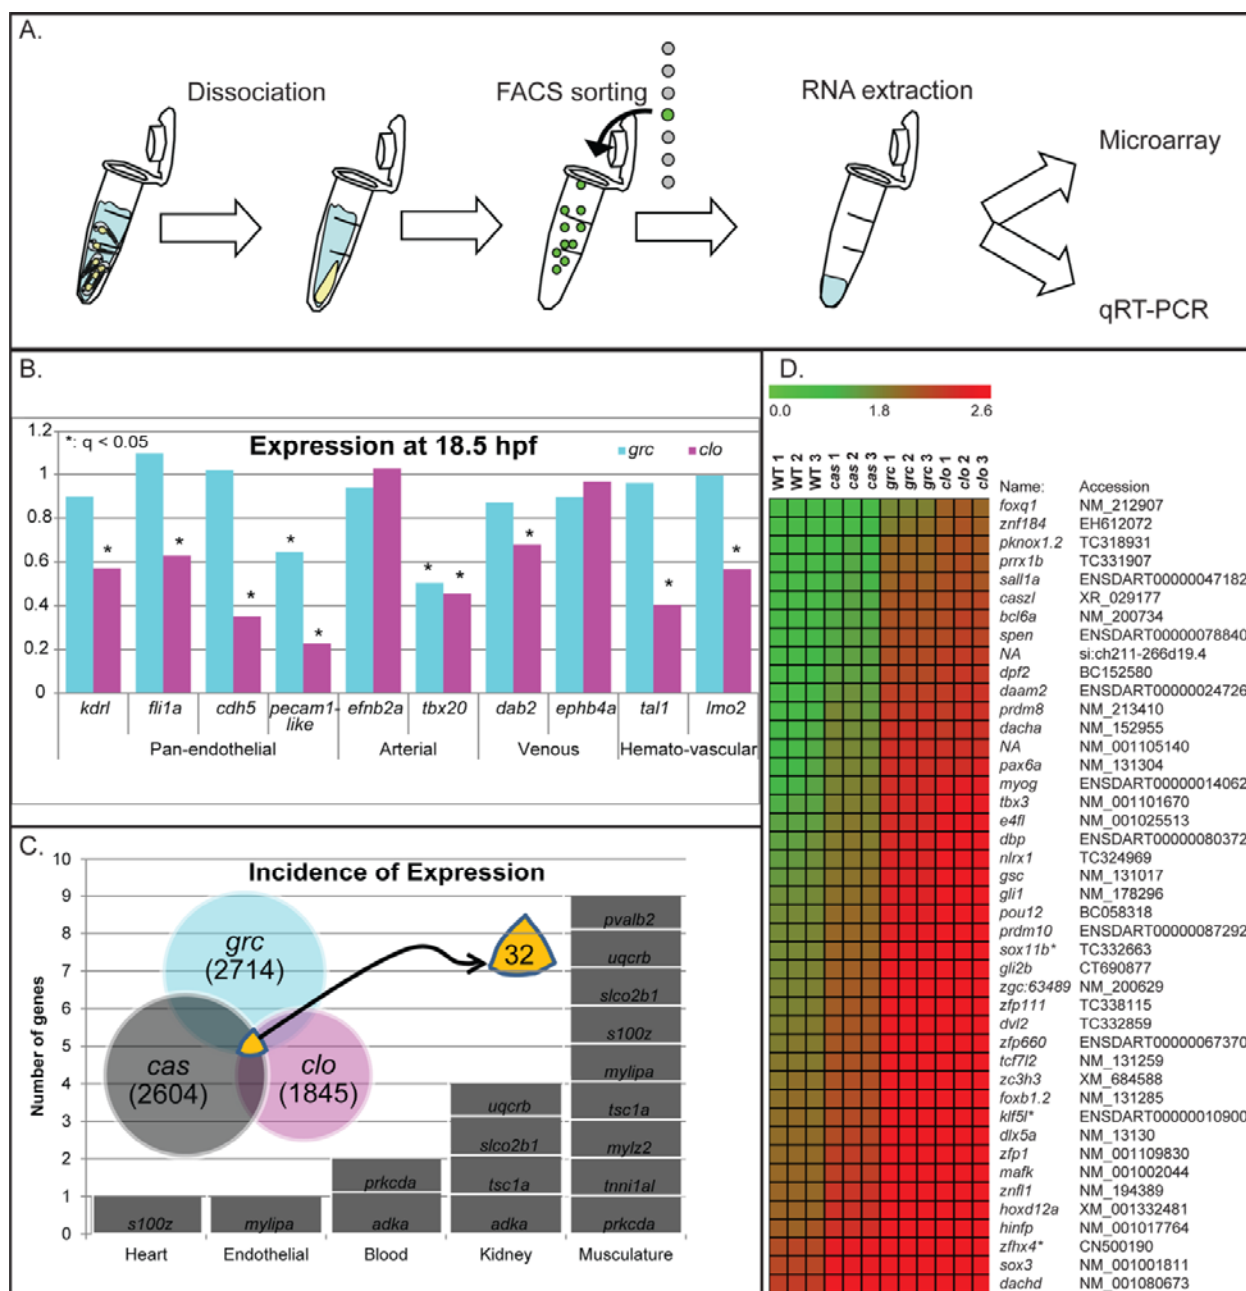 A.
Dissociation
FACS sorting
RNA extraction
Microarray
qRT-PCR
B.
*: q < 0.05
Expression at 18.5 hpf
grc
clo
1.2
1
0.8
0.6
0.4
0.2
0
* * * * * * * * * *
kdrl fli1a cdh5 pecam1-like efnb2a tbx20 dab2 ephb4a tal1 lmo2
Pan-endothelial Arterial Venous Hemato-vascular
C.
Incidence of Expression
Number of genes
10
9
8
7
6
5
4
3
2
1
0
grc
(2714)
cas
(2604)
clo
(1845)
32
s100z
mylipa
prkcda
adka
uqcrb
slco2b1
tsc1a
adka
pvalb2
uqcrb
slco2b1
s100z
mylipa
tsc1a
mylz2
tnni1al
prkcda
Heart Endothelial Blood Kidney Musculature
D.
0.0 1.8 2.6
WT 1 WT 2 WT 3 cas 1 cas 2 cas 3 grc 1 grc 2 grc 3 clo 1 clo 2 clo 3
Name: Accession
foxq1 NM_212907
znf184 EH612072
pknox1.2 TC318931
prrx1b TC331907
sall1a ENSDART00000047182
caszl XR_029177
bcl6a NM_200734
spen ENSDART00000078840
NA si:ch211-266d19.4
dpf2 BC152580
daam2 ENSDART00000024726
prdm8 NM_213410
dacha NM_152955
NA NM_001105140
pax6a NM_131304
myog ENSDART00000014062
tbx3 NM_001101670
e4fl NM_001025513
dbp ENSDART00000080372
nlrx1 TC324969
gsc NM_131017
gli1 NM_178296
pou12 BC058318
prdm10 ENSDART00000087292
sox11b* TC332663
gli2b CT690877
zgc:63489 NM_200629
zfp111 TC338115
dvl2 TC332859
zfp660 ENSDART00000067370
tcf7l2 NM_131259
zc3h3 XM_684588
foxb1.2 NM_131285
klf5l* ENSDART00000010900
dlx5a NM_13130
zfp1 NM_001109830
mafk NM_001002044
znfl1 NM_194389
hoxd12a XM_001332481
hinfp NM_001017764
zfhx4* CN500190
sox3 NM_001001811
dachd NM_001080673